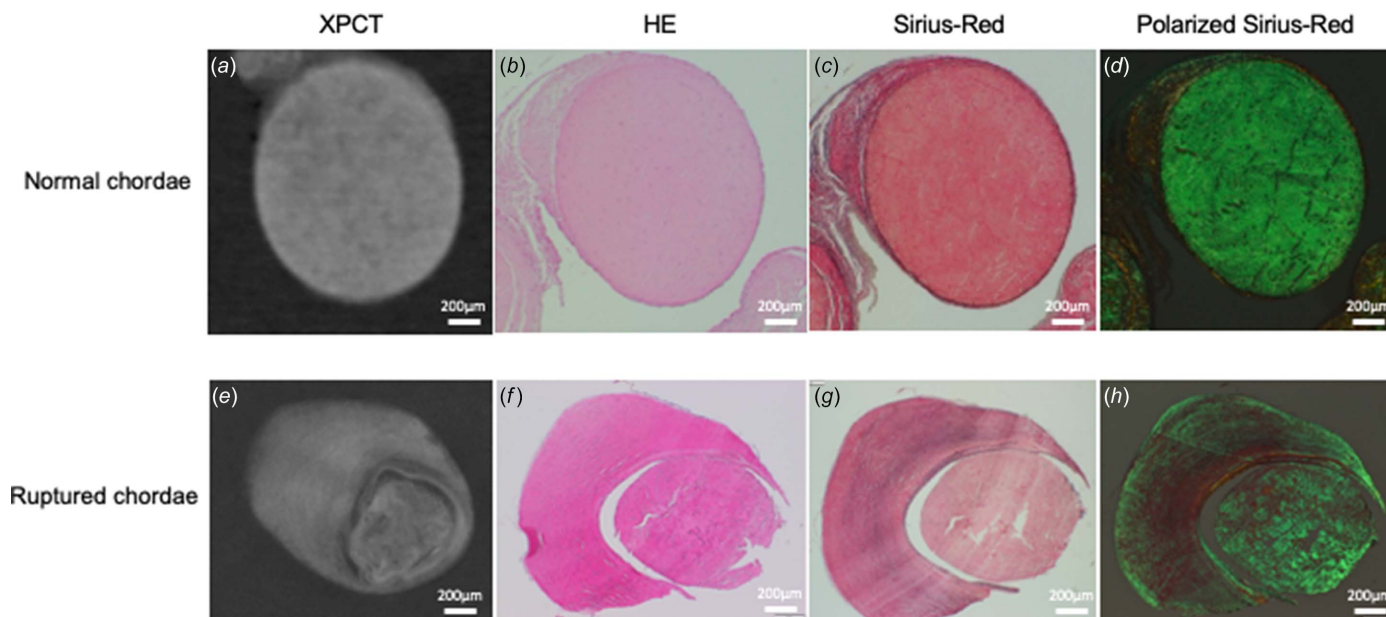 XPCT HE Sirius-Red Polarized Sirius-Red
Normal chordae
(a) (b) (c) (d)
200µm 200µm 200µm 200µm
Ruptured chordae
(e) (f) (g) (h)
200µm 200µm 200µm 200µm